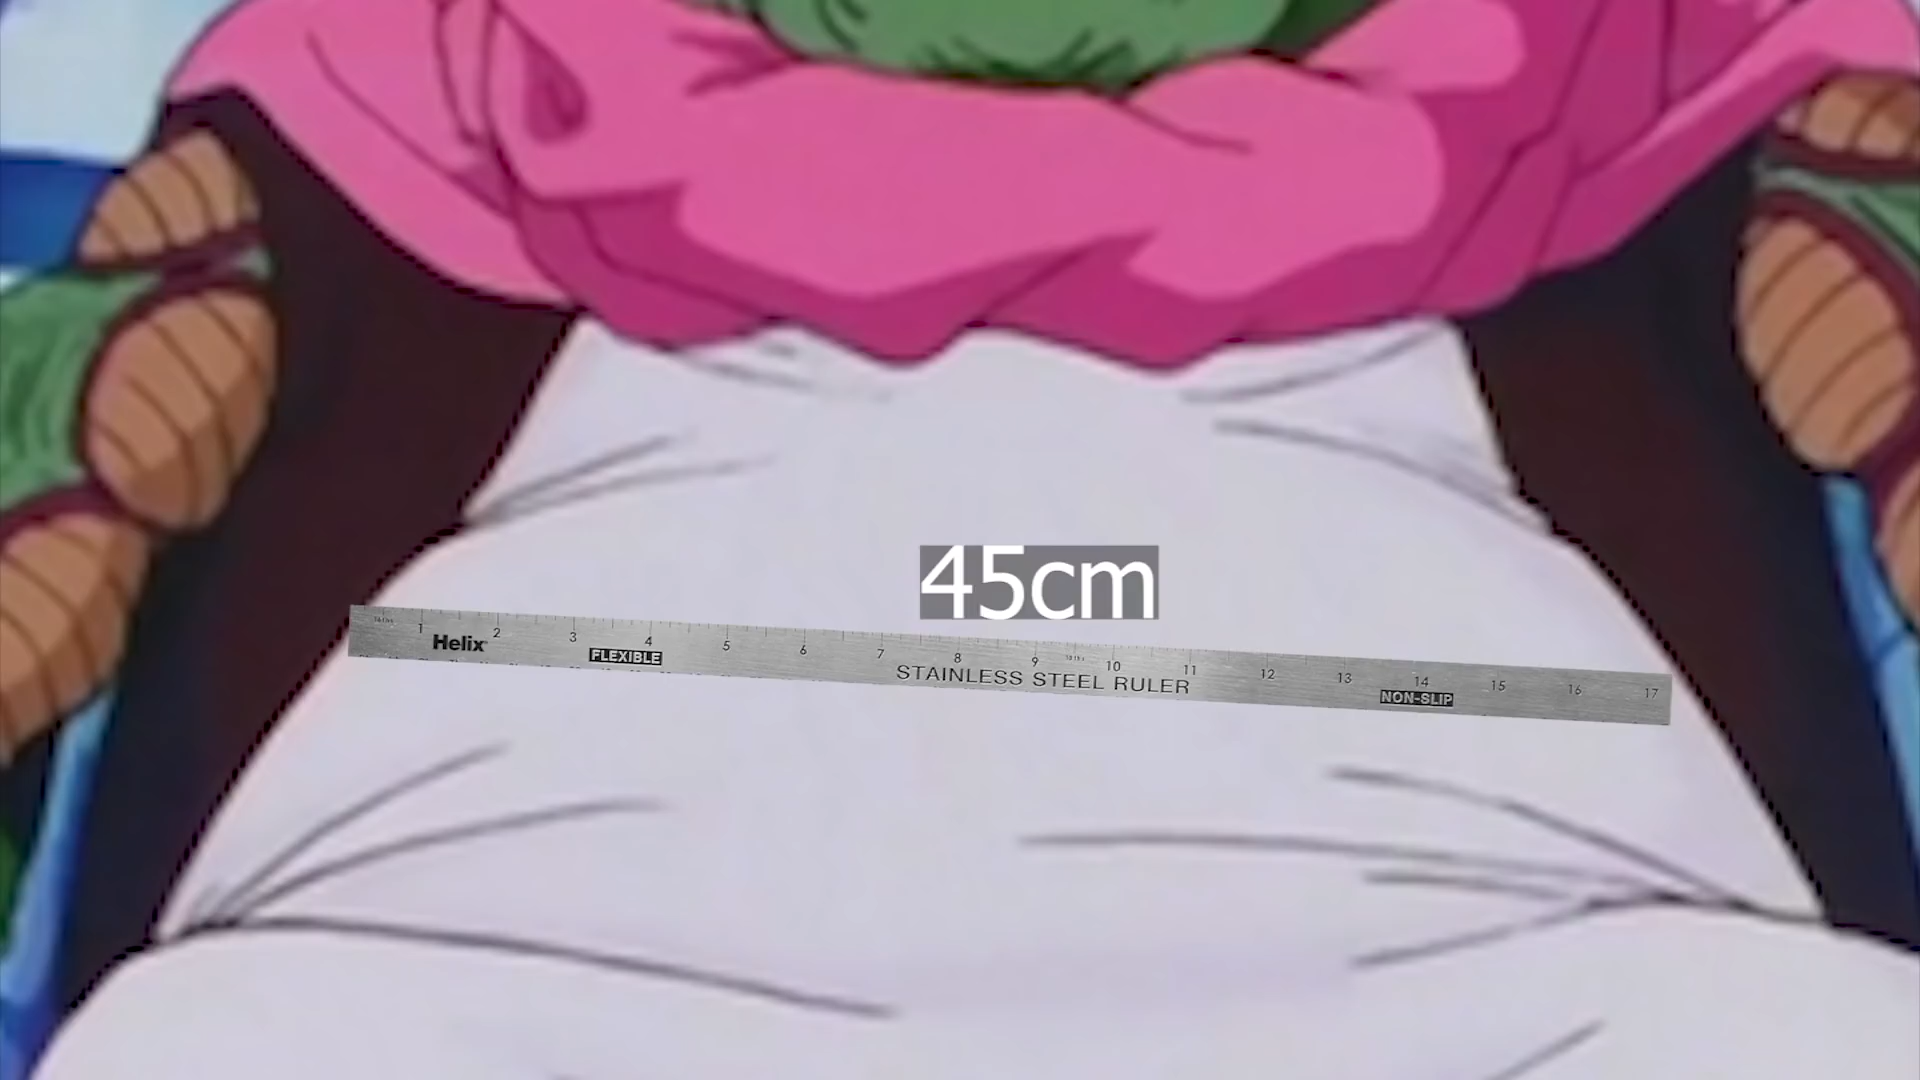 45cm
1 2 3 4 5 6 7 8 9 10 11 12 13 14 15 16 17
Helix FLEXIBLE STAINLESS STEEL RULER NON-SLIP